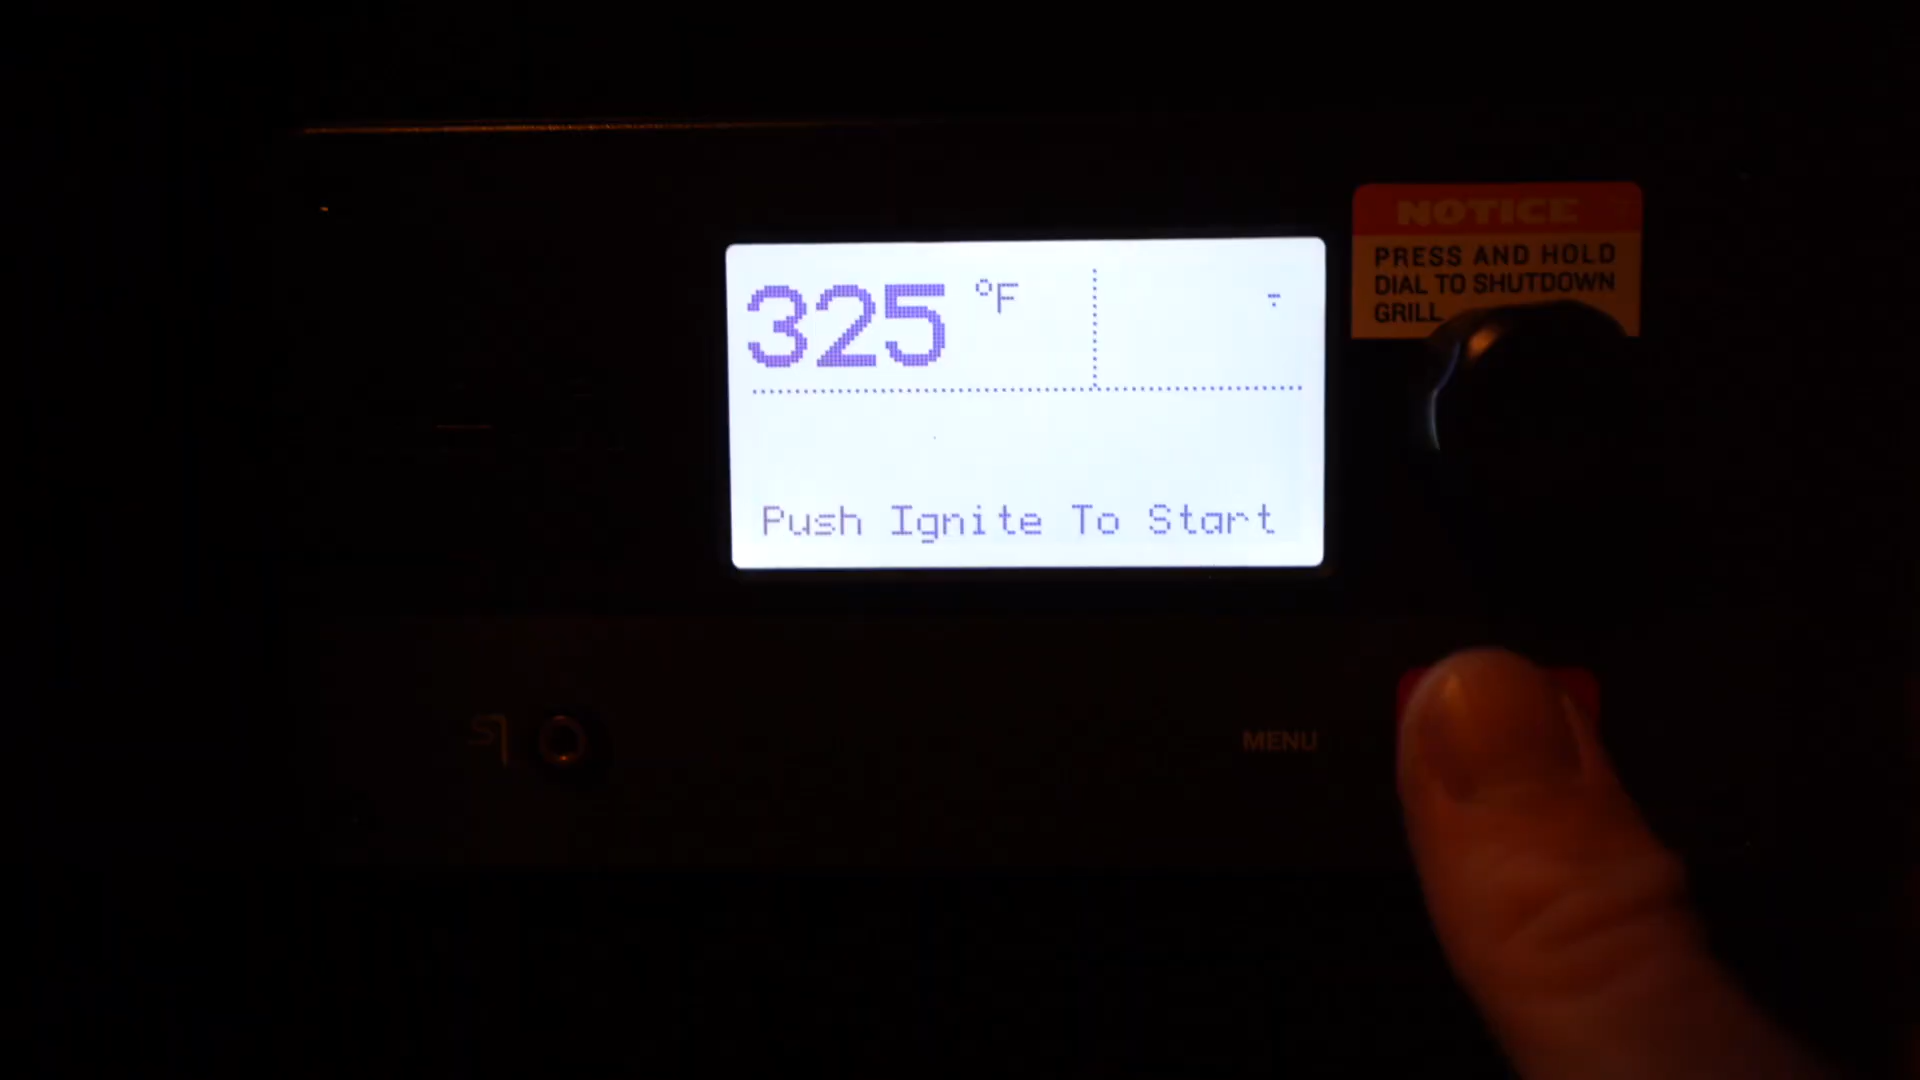 325 °F
NOTICE
PRESS AND HOLD
DIAL TO SHUTDOWN
GRILL
Push Ignite To Start
MENU